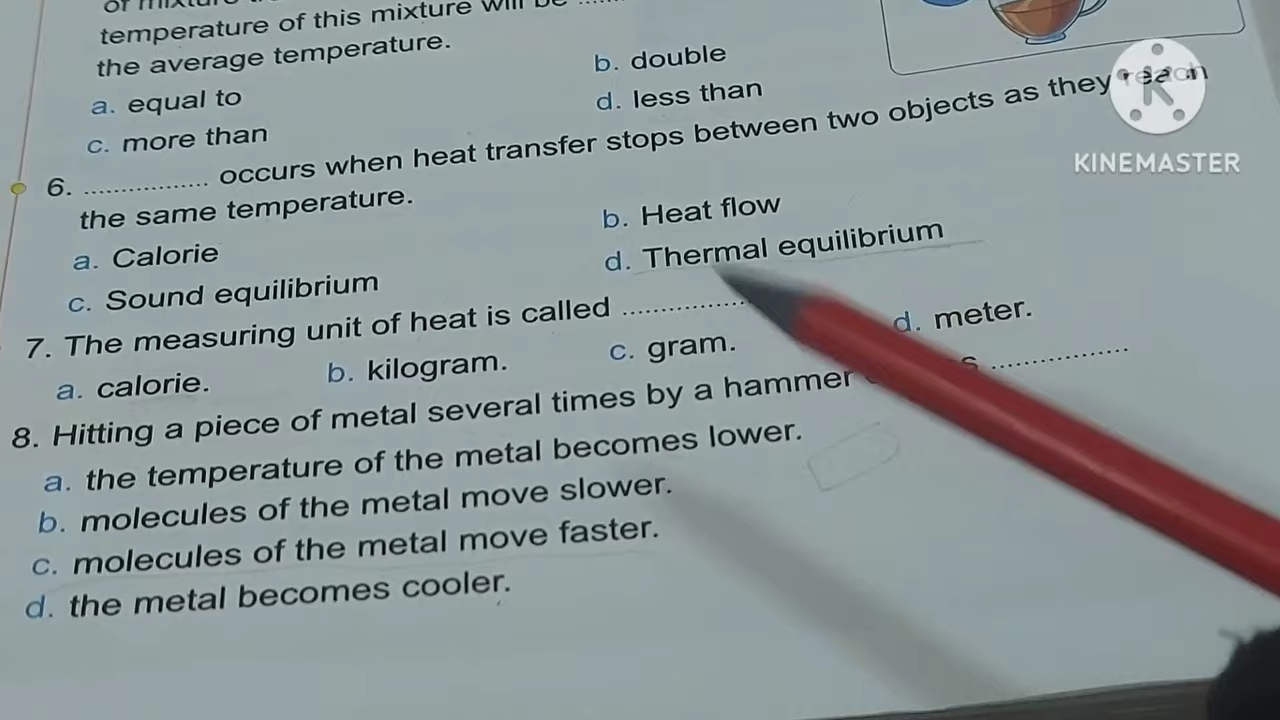 temperature of this mixture will be ........
the average temperature.
a. equal to
b. double
c. more than
d. less than
6. ................. occurs when heat transfer stops between two objects as they reach
the same temperature.
a. Calorie
b. Heat flow
c. Sound equilibrium
d. Thermal equilibrium
7. The measuring unit of heat is called .................
a. calorie.
b. kilogram.
c. gram.
d. meter.
8. Hitting a piece of metal several times by a hammer .................
a. the temperature of the metal becomes lower.
b. molecules of the metal move slower.
c. molecules of the metal move faster.
d. the metal becomes cooler.
K
KINEMASTER